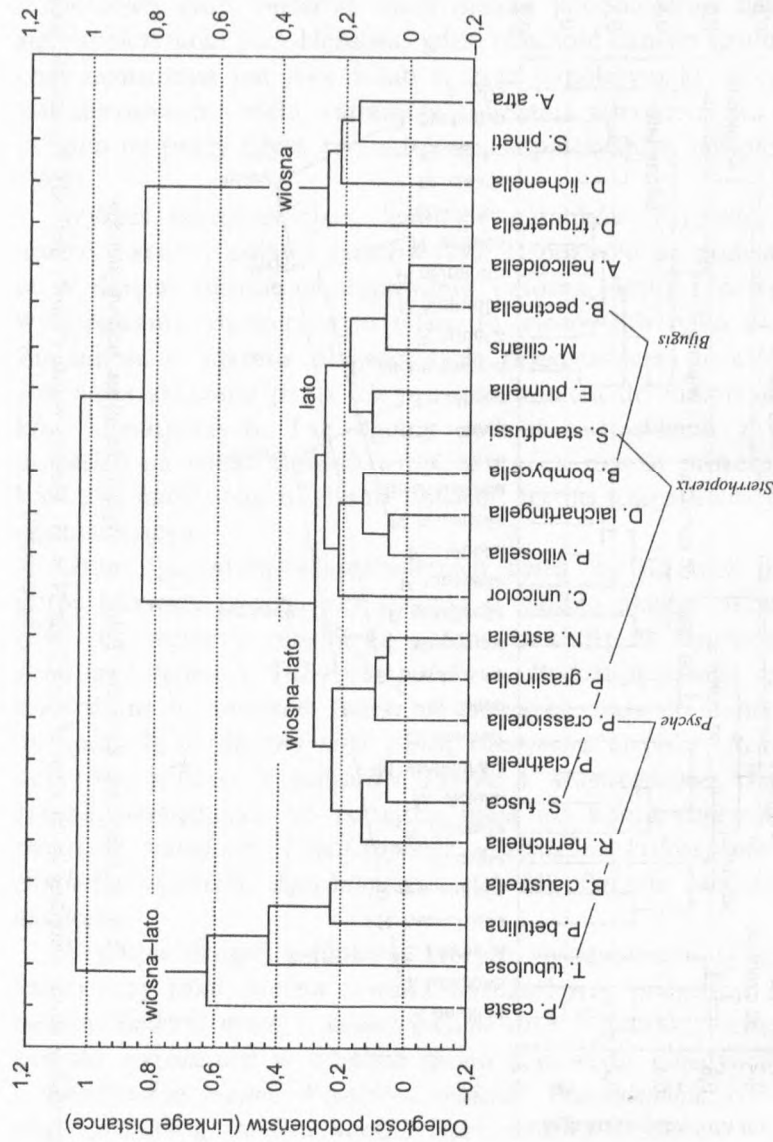 1,2
1
0,8
0,6
0,4
0,2
0
-0,2
wiosna
lato
wiosna–lato
wiosna–lato
A. atra
S. pineti
D. lichenella
D. triquetrella
A. helicoidella
B. pectinella
M. graeca
E. plumella
S. standfussi
B. bombycella
D. laichartingella
P. villosella
C. unicolor
N. astrella
P. graslinella
P. crassiorella
P. clathrella
S. fusca
R. herrichiella
B. claustrella
P. betulina
T. tubulosa
P. casta
Bijugis
Sterrhopterix
Psyche
1,2
1
0,8
0,6
0,4
0,2
0
-0,2
Odległości podobieństw (Linkage Distance)